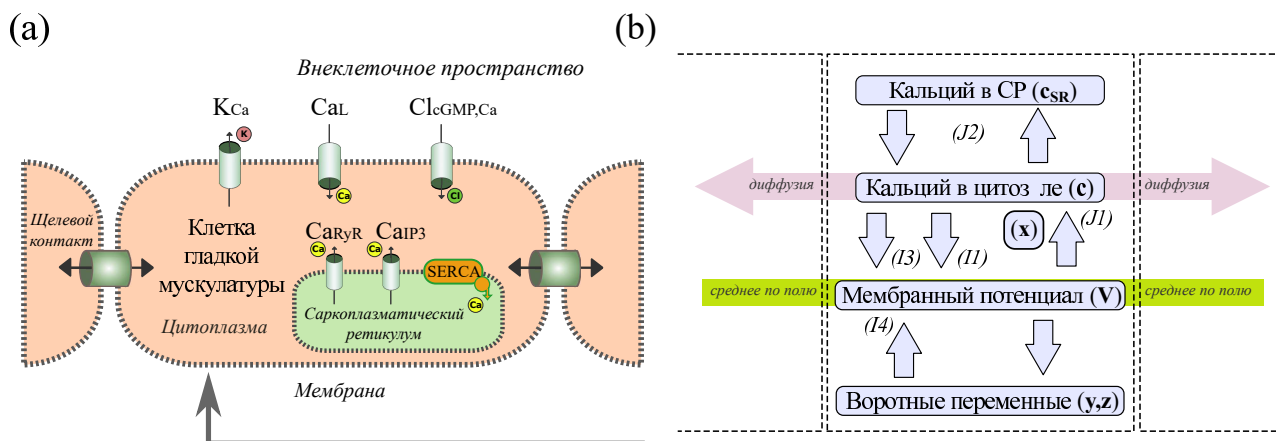 (a)
Внеклеточное пространство
KCa
CaL
ClcGMP,Ca
K
Ca
Cl
Щелевой
контакт
Клетка
гладкой
мускулатуры
Цитоплазма
CaRyR
CaIP3
Ca
Ca
SERCA
Ca
Саркоплазматический
ретикулум
Мембрана
(b)
Кальций в СР (cSR)
(J2)
диффузия
Кальций в цитоз ле (c)
диффузия
(x)
(J1)
(I3)
(I1)
среднее по полю
Мембранный потенциал (V)
среднее по полю
(I4)
Воротные переменные (y,z)